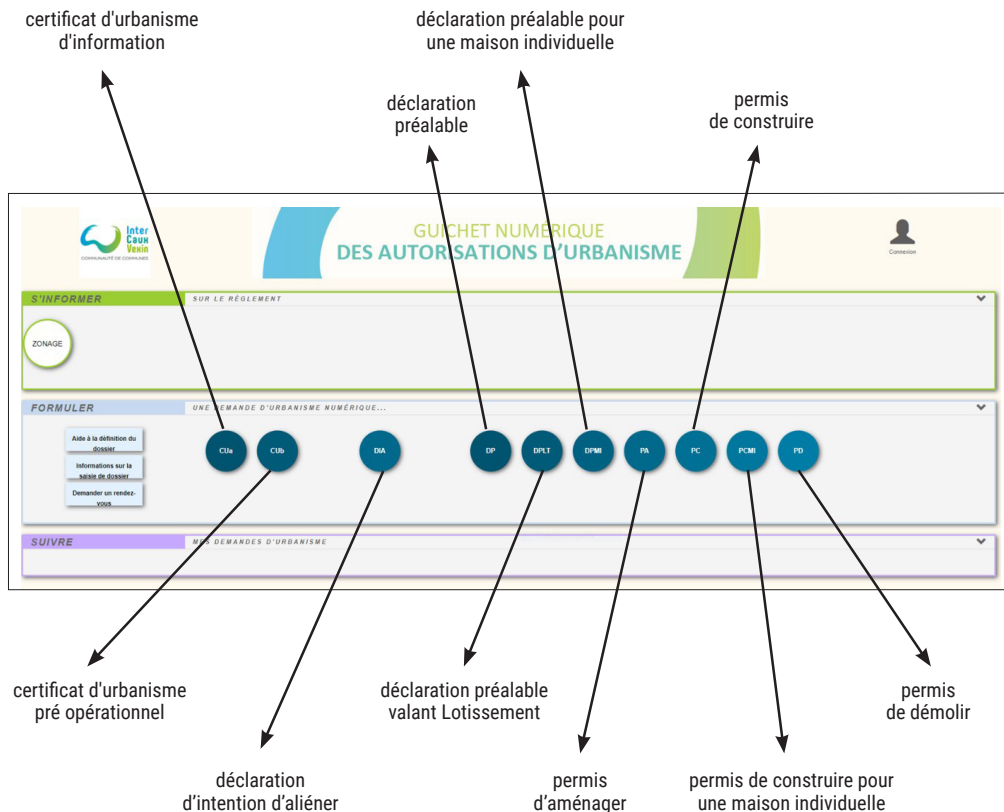 certificat d'urbanisme
d'information
déclaration préalable pour
une maison individuelle
déclaration
préalable
permis
de construire
Inter
Caux
Vexin
COMMUNAUTÉ DE COMMUNES
GUICHET NUMÉRIQUE
DES AUTORISATIONS D'URBANISME
Connexion
S'INFORMER
SUR LE RÉGLEMENT
ZONAGE
FORMULER
UNE DEMANDE D'URBANISME NUMÉRIQUE...
Aide à la définition du
dossier
Informations sur la
saisie de dossier
Demander un rendez-
vous
CUa
CUb
DIA
DP
DPLT
DPMI
PA
PC
PCMI
PD
SUIVRE
MES DEMANDES D'URBANISME
certificat d'urbanisme
pré opérationnel
déclaration préalable
valant Lotissement
permis
de démolir
déclaration
d'intention d'aliéner
permis
d'aménager
permis de construire pour
une maison individuelle